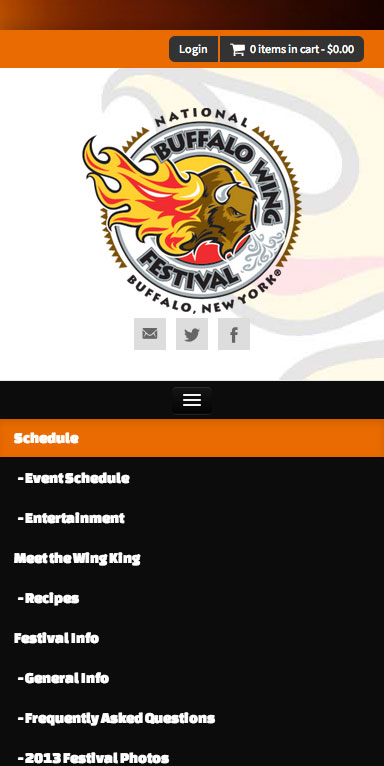 Login
0 items in cart - $0.00
NATIONAL
BUFFALO WING
FESTIVAL
BUFFALO, NEW YORK®
Schedule
- Event Schedule
- Entertainment
Meet the Wing King
- Recipes
Festival Info
- General Info
- Frequently Asked Questions
- 2013 Festival Photos